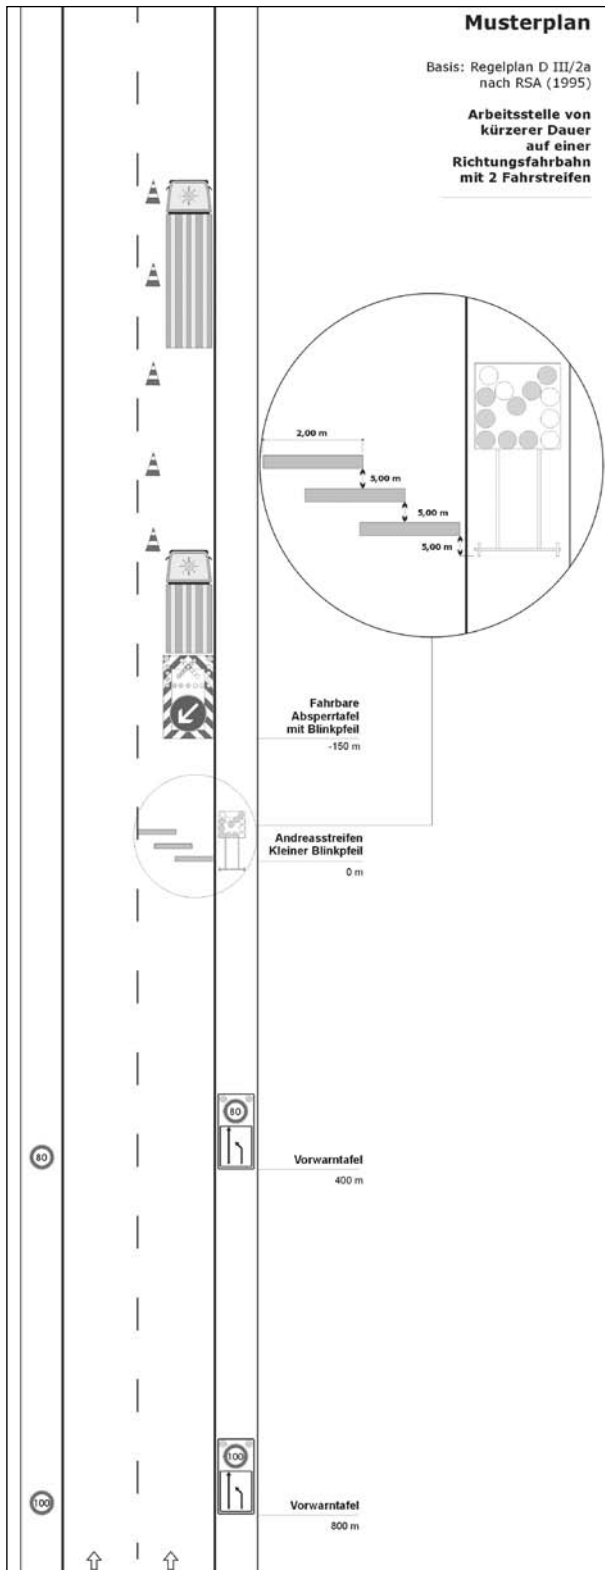 Musterplan
Basis: Regelplan D III/2a
nach RSA (1995)
Arbeitsstelle von
kürzerer Dauer
auf einer
Richtungsfahrbahn
mit 2 Fahrstreifen
2,00 m
5,00 m
5,00 m
5,00 m
Fahrbare
Absperrtafel
mit Blinkpfeil
-150 m
Andreasstreifen
Kleiner Blinkpfeil
0 m
80
80
Vorwarntafel
400 m
100
100
Vorwarntafel
800 m